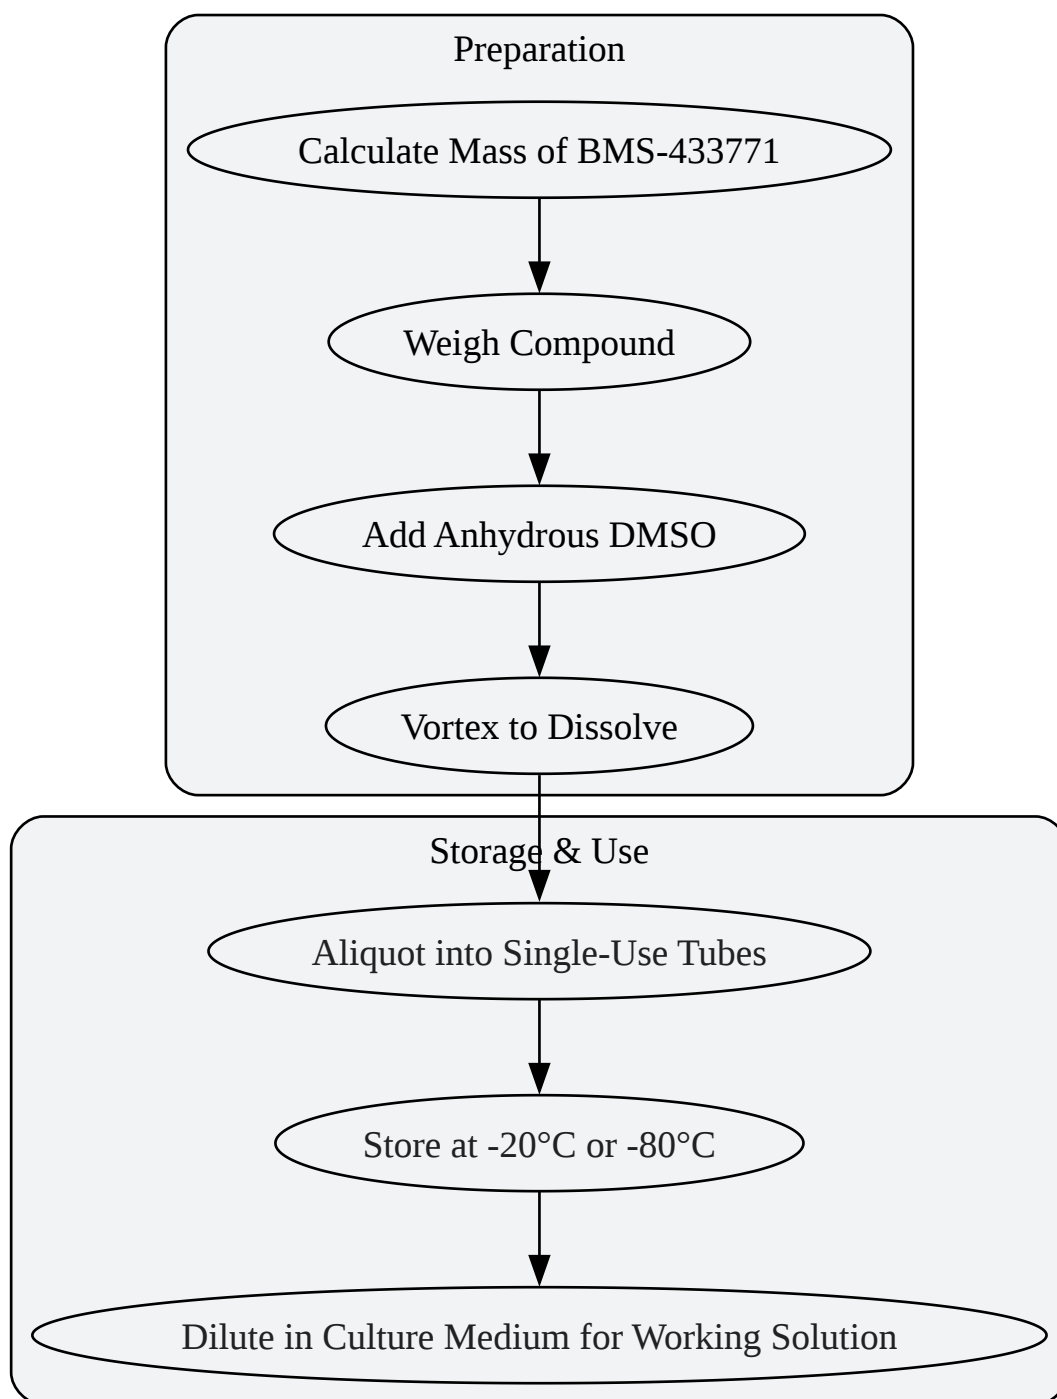 Preparation
Calculate Mass of BMS-433771
Weigh Compound
Add Anhydrous DMSO
Vortex to Dissolve
Storage & Use
Aliquot into Single-Use Tubes
Store at -20°C or -80°C
Dilute in Culture Medium for Working Solution